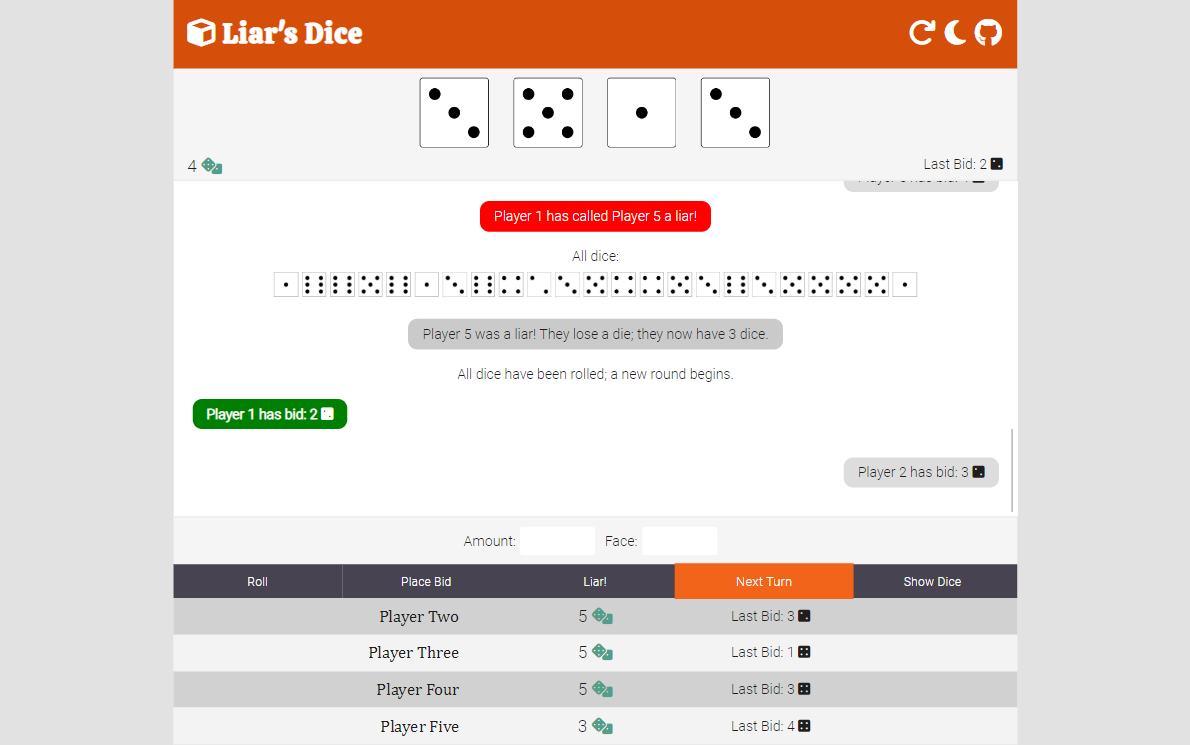 Liar's Dice
4
Last Bid: 2
Player 1 has called Player 5 a liar!
All dice:
Player 5 was a liar! They lose a die; they now have 3 dice.
All dice have been rolled; a new round begins.
Player 1 has bid: 2
Player 2 has bid: 3
Amount: Face:
Roll Place Bid Liar! Next Turn Show Dice
Player Two 5 Last Bid: 3
Player Three 5 Last Bid: 1
Player Four 5 Last Bid: 3
Player Five 3 Last Bid: 4